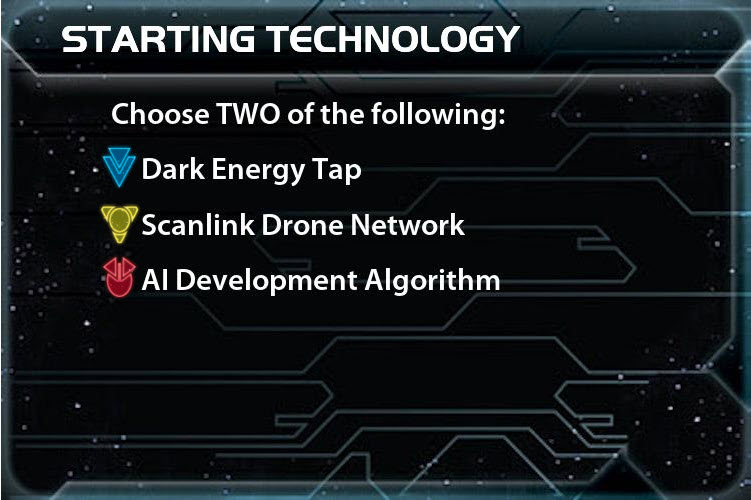 STARTING TECHNOLOGY
Choose TWO of the following:
Dark Energy Tap
Scanlink Drone Network
AI Development Algorithm